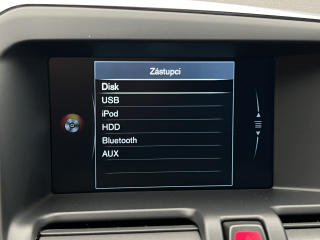 Zástupci
Disk
USB
iPod
HDD
Bluetooth
AUX